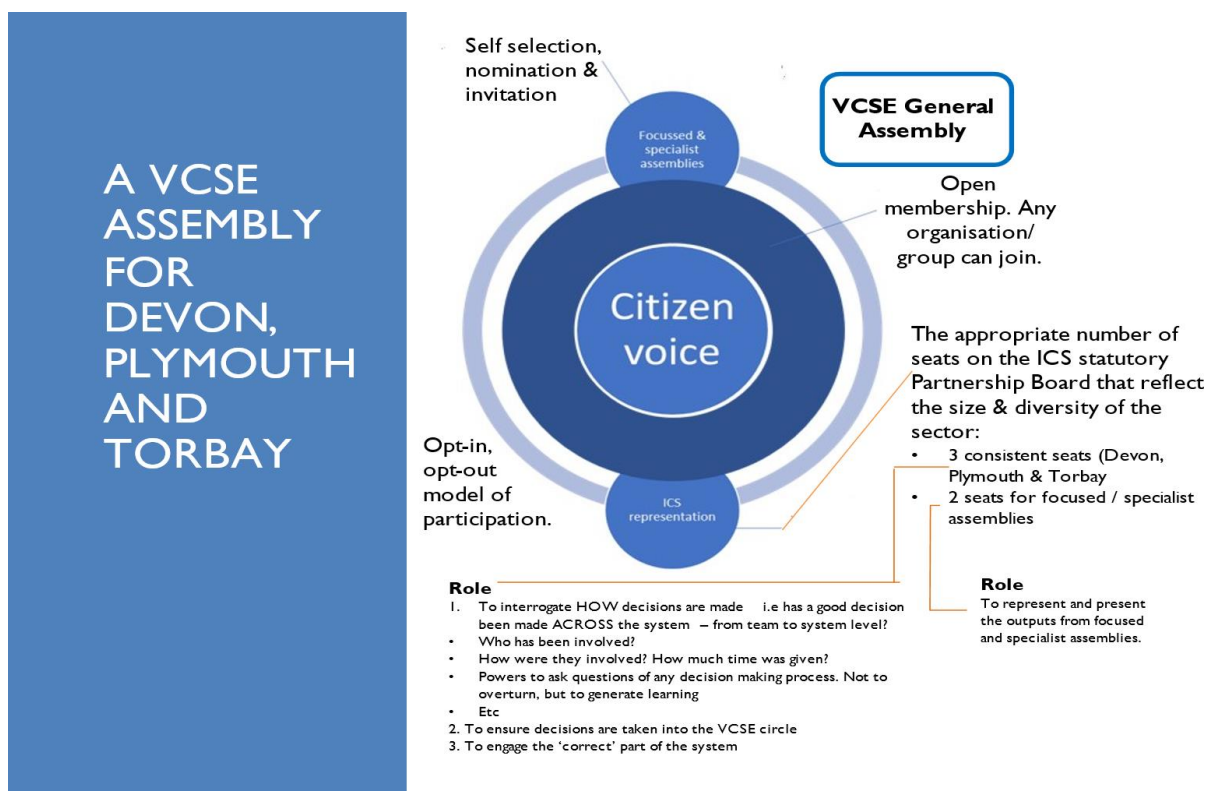 A VCSE
ASSEMBLY
FOR
DEVON,
PLYMOUTH
AND
TORBAY
Self selection,
nomination &
invitation
Focussed &
specialist
assemblies
VCSE General
Assembly
Open
membership. Any
organisation/
group can join.
Citizen
voice
The appropriate number of
seats on the ICS statutory
Partnership Board that reflect
the size & diversity of the
sector:
• 3 consistent seats (Devon,
Plymouth & Torbay
• 2 seats for focused / specialist
assemblies
Opt-in,
opt-out
model of
participation.
ICS
representation
Role
1. To interrogate HOW decisions are made i.e has a good decision
been made ACROSS the system – from team to system level?
• Who has been involved?
• How were they involved? How much time was given?
• Powers to ask questions of any decision making process. Not to
overturn, but to generate learning
• Etc
2. To ensure decisions are taken into the VCSE circle
3. To engage the ‘correct’ part of the system
Role
To represent and present
the outputs from focused
and specialist assemblies.